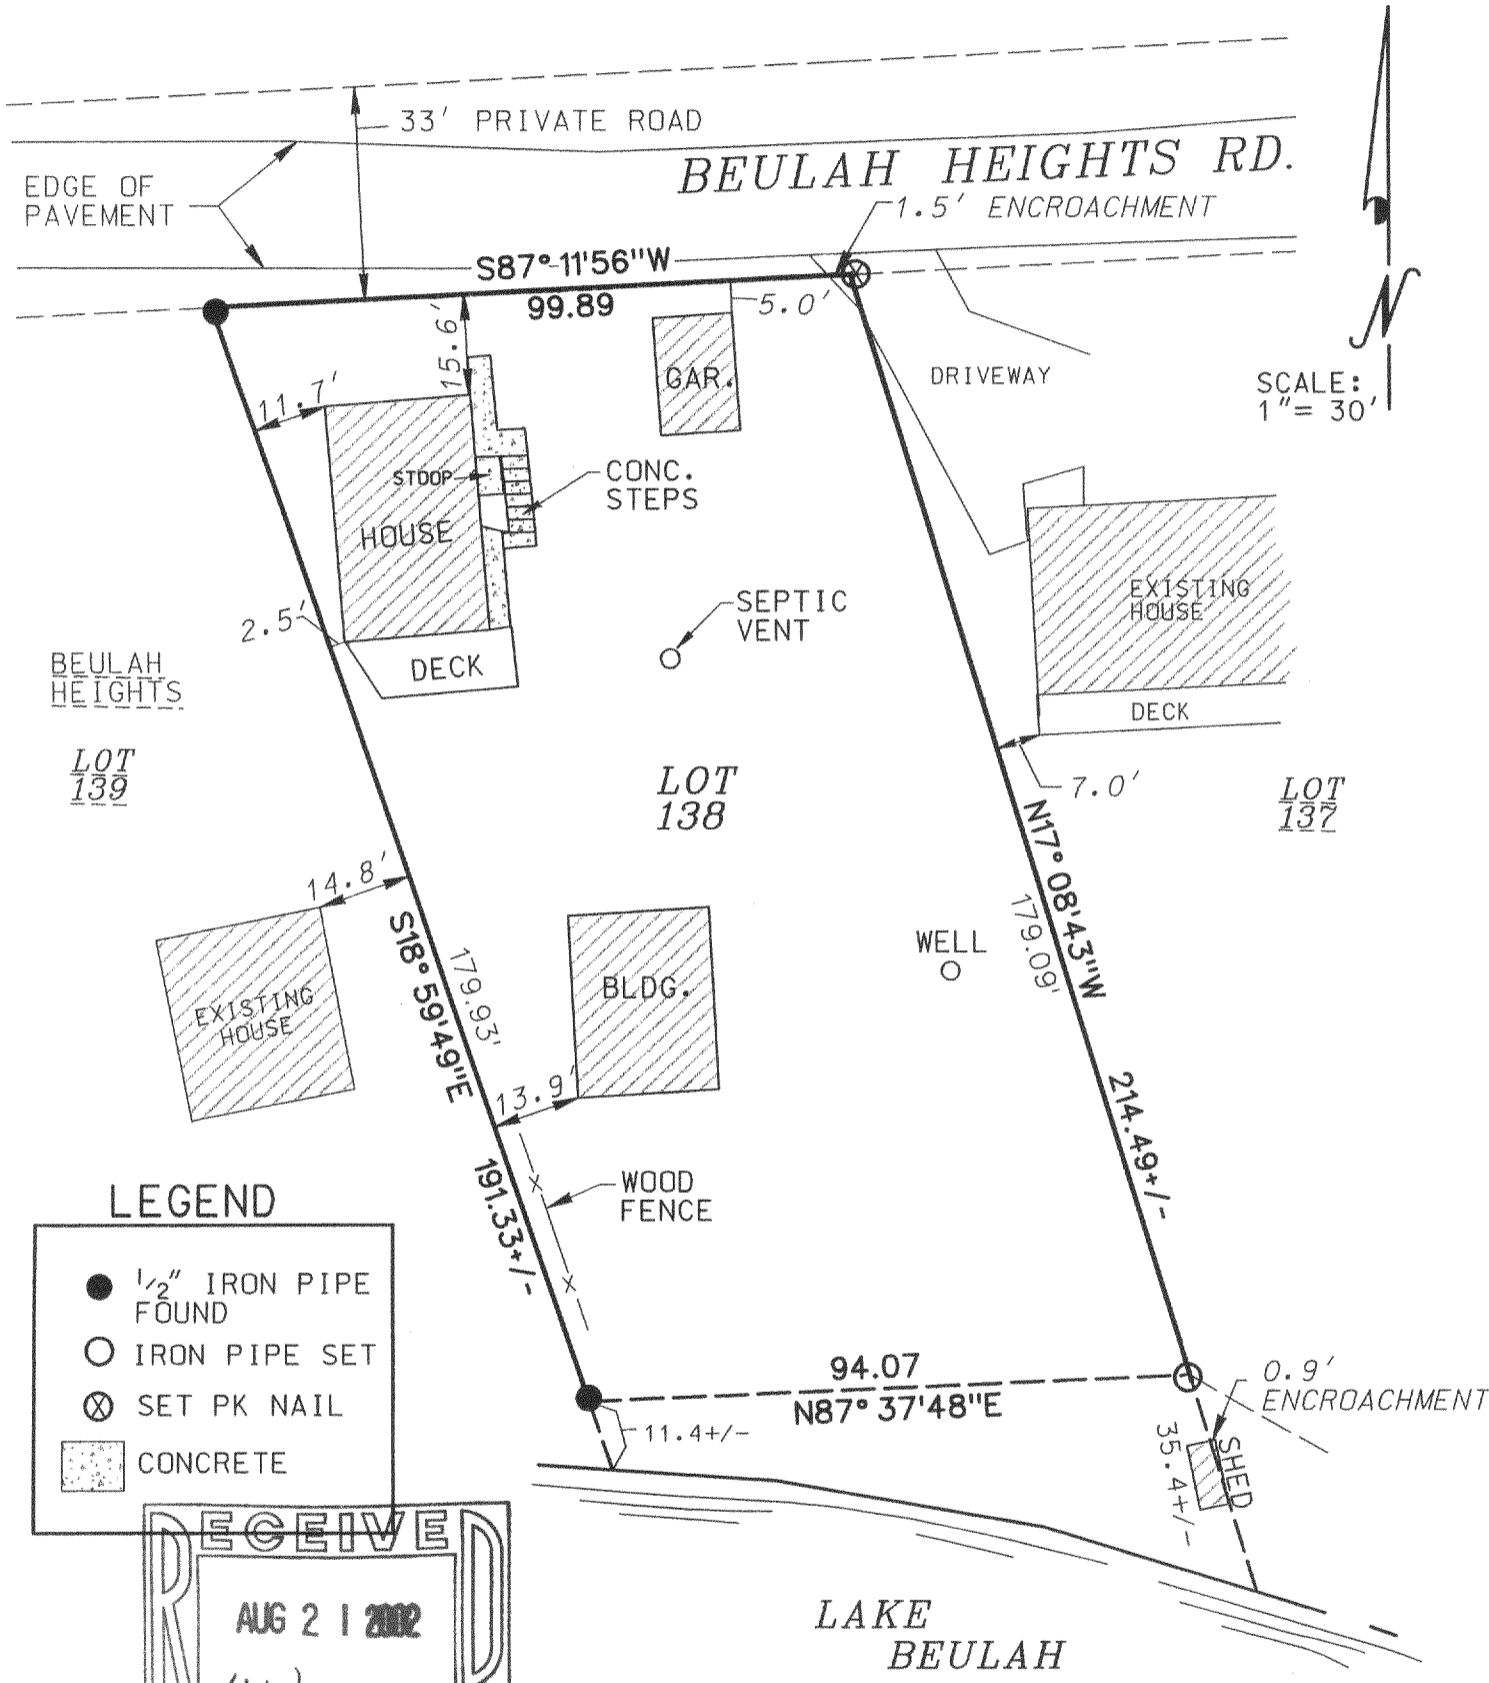 33' PRIVATE ROAD
BEULAH HEIGHTS RD.
EDGE OF
PAVEMENT
1.5' ENCROACHMENT
S87°-11'56"W
99.89
5.0'
15.6'
11.7'
GAR.
DRIVEWAY
SCALE:
1"= 30'
N
STOOP
HOUSE
CONC.
STEPS
SEPTIC
VENT
EXISTING
HOUSE
2.5'
DECK
BEULAH
HEIGHTS
DECK
LOT
139
LOT
138
7.0'
LOT
137
N17°08'43"W
179.09'
14.8'
S18°59'49"E
179.93'
WELL
BLDG.
EXISTING
HOUSE
13.9'
214.49+/-
191.33+/-
WOOD
FENCE
LEGEND
1/2" IRON PIPE
FOUND
IRON PIPE SET
SET PK NAIL
CONCRETE
94.07
N87°37'48"E
11.4+/-
0.9'
ENCROACHMENT
SHED
35.4+/-
RECEIVED
AUG 2 1 2002
LAKE
BEULAH